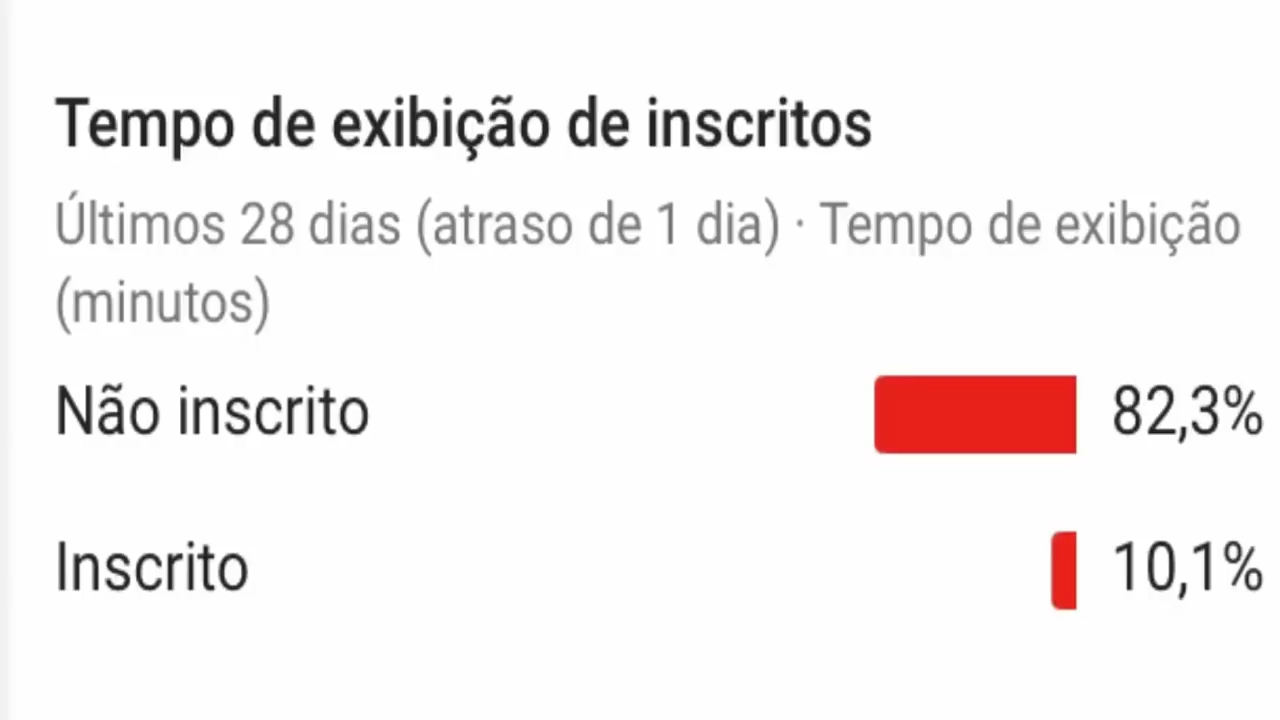 Tempo de exibição de inscritos
Últimos 28 dias (atraso de 1 dia) · Tempo de exibição
(minutos)
Não inscrito 82,3%
Inscrito 10,1%